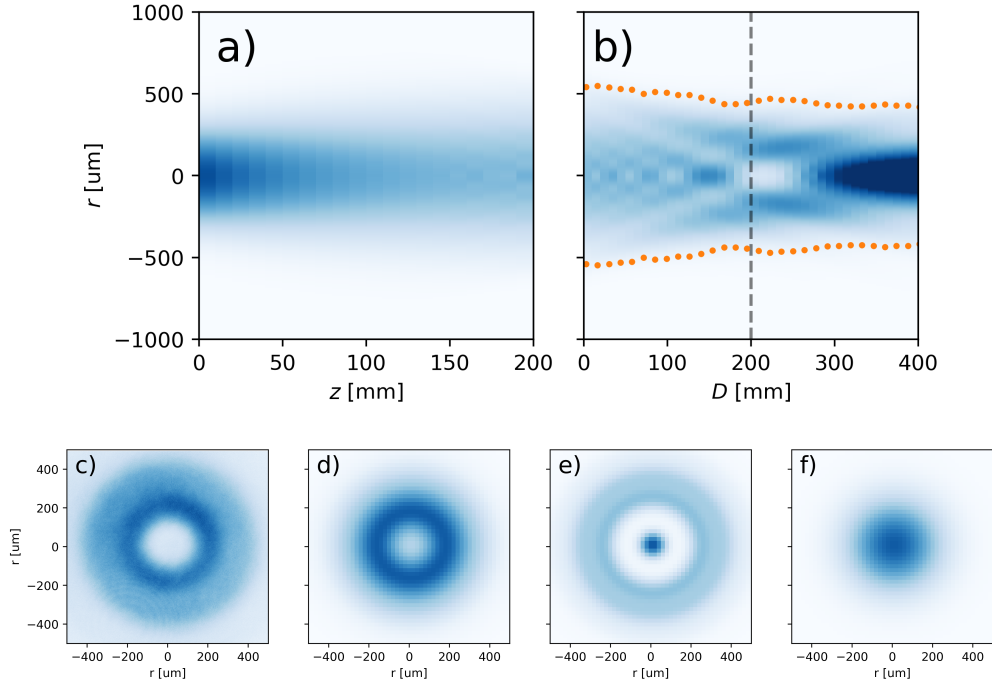 a)
b)
1000
500
0
−500
−1000
r [um]
0 50 100 150 200
z [mm]
0 100 200 300 400
D [mm]
c)
d)
e)
f)
400
200
0
−200
−400
r [um]
−400 −200 0 200 400
r [um]
−400 −200 0 200 400
r [um]
−400 −200 0 200 400
r [um]
−400 −200 0 200 400
r [um]